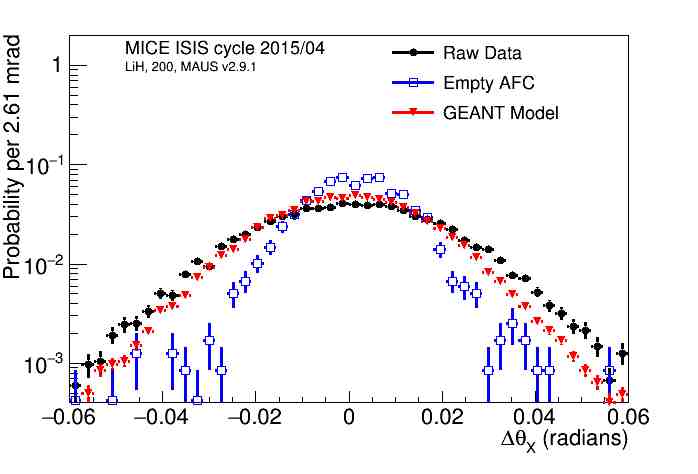 MICE ISIS cycle 2015/04
LiH, 200, MAUS v2.9.1
Raw Data
Empty AFC
GEANT Model
Probability per 2.61 mrad
1
10⁻¹
10⁻²
10⁻³
−0.06 −0.04 −0.02 0 0.02 0.04 0.06
Δθ_X (radians)